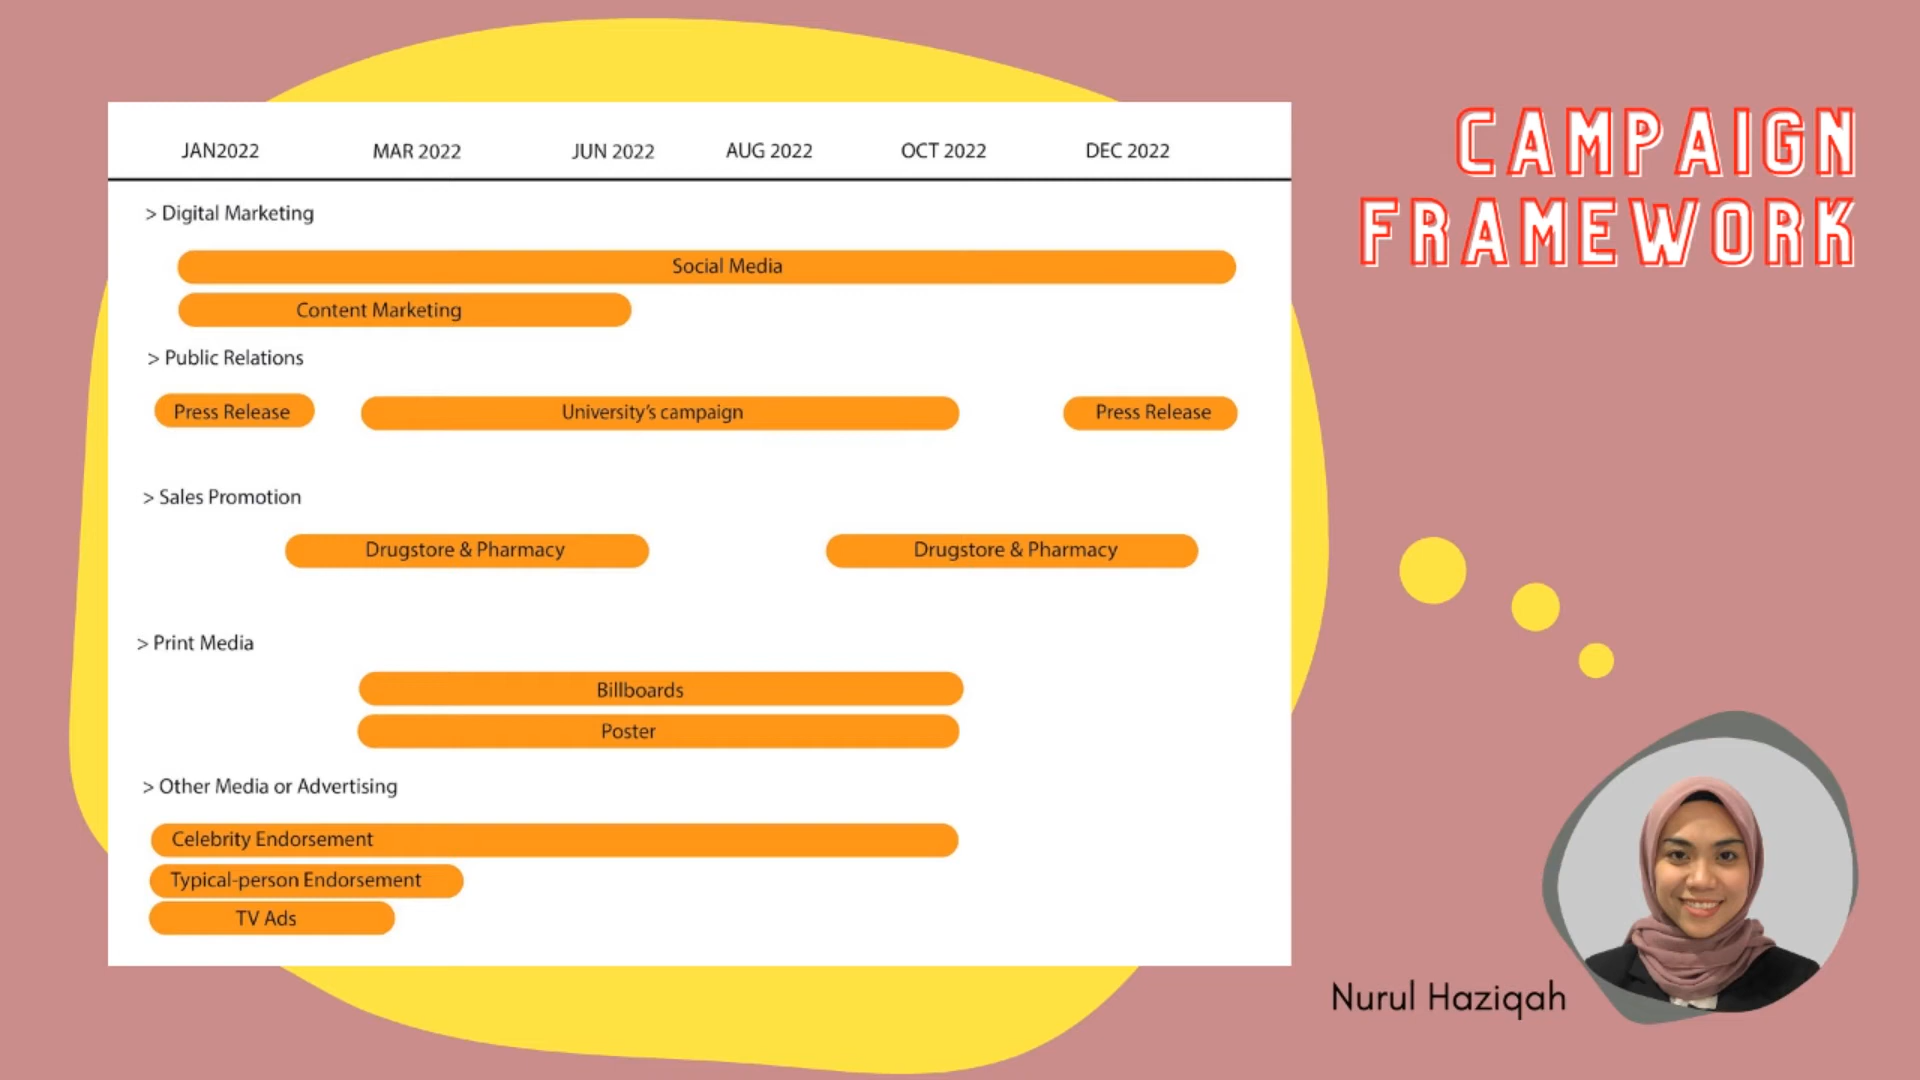 CAMPAIGN
FRAMEWORK
JAN2022 MAR 2022 JUN 2022 AUG 2022 OCT 2022 DEC 2022
> Digital Marketing
Social Media
Content Marketing
> Public Relations
Press Release University's campaign Press Release
> Sales Promotion
Drugstore & Pharmacy Drugstore & Pharmacy
> Print Media
Billboards
Poster
> Other Media or Advertising
Celebrity Endorsement
Typical-person Endorsement
TV Ads
Nurul Haziqah